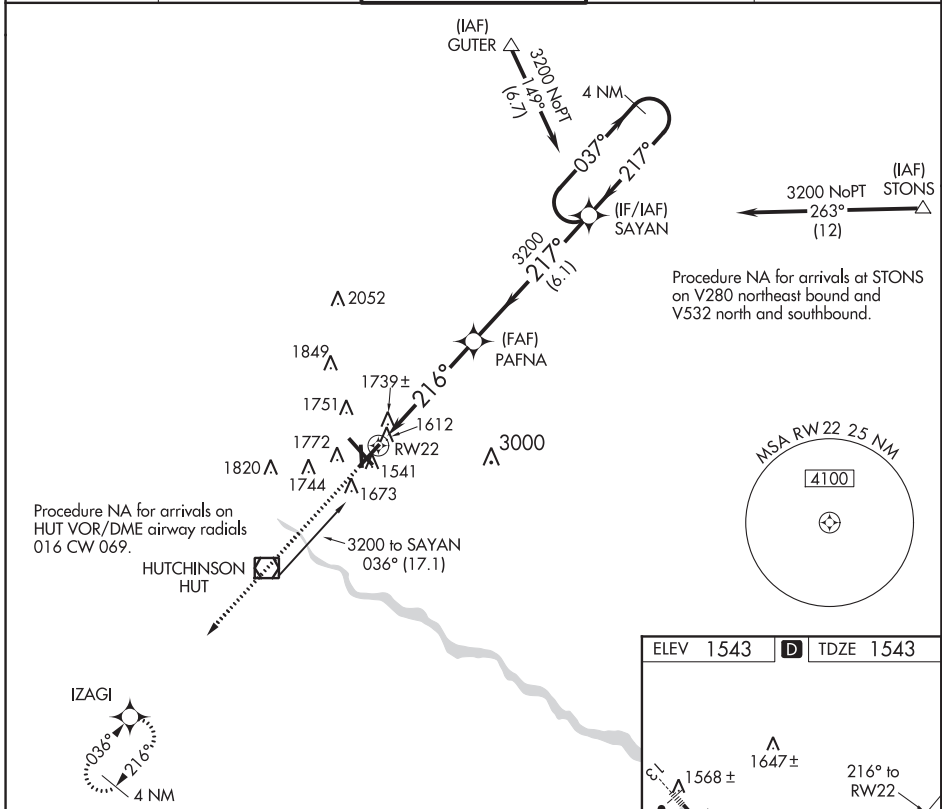 (IAF)
GUTER
3200 NoPT
149°
(6.7)
4 NM
037°
217°
(IF/IAF)
SAYAN
(IAF)
STONS
3200 NoPT
263°
(12)
3200
217°
(6.1)
Procedure NA for arrivals at STONS
on V280 northeast bound and
V532 north and southbound.
2052
(FAF)
PAFNA
1849
216°
1739 ±
1751
1612
1772
RW22
3000
1820
1744
1541
1673
MSA RW22 25 NM
4100
Procedure NA for arrivals on
HUT VOR/DME airway radials
016 CW 069.
3200 to SAYAN
036° (17.1)
HUTCHINSON
HUT
ELEV 1543 D TDZE 1543
IZAGI
036°
216°
4 NM
13
1568 ±
1647 ±
216° to
RW22